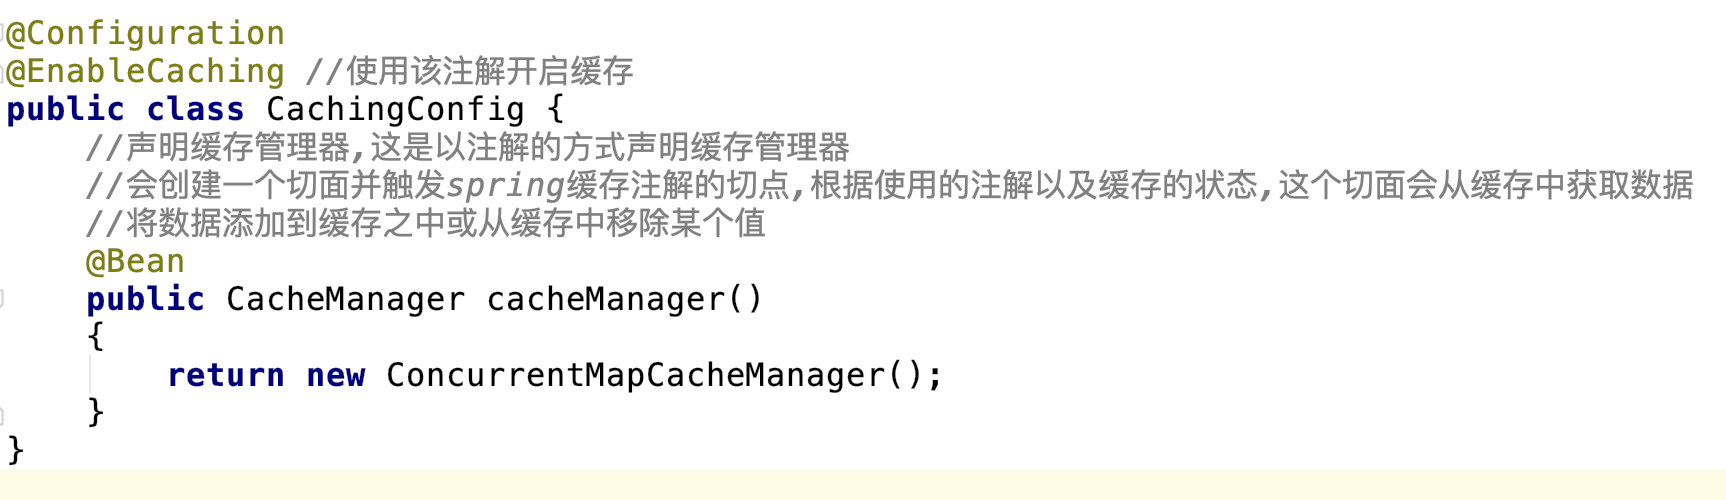 @Configuration
@EnableCaching //使用该注解开启缓存
public class CachingConfig {
    //声明缓存管理器,这是以注解的方式声明缓存管理器
    //会创建一个切面并触发spring缓存注解的切点,根据使用的注解以及缓存的状态,这个切面会从缓存中获取数据
    //将数据添加到缓存之中或从缓存中移除某个值
    @Bean
    public CacheManager cacheManager()
    {
        return new ConcurrentMapCacheManager();
    }
}